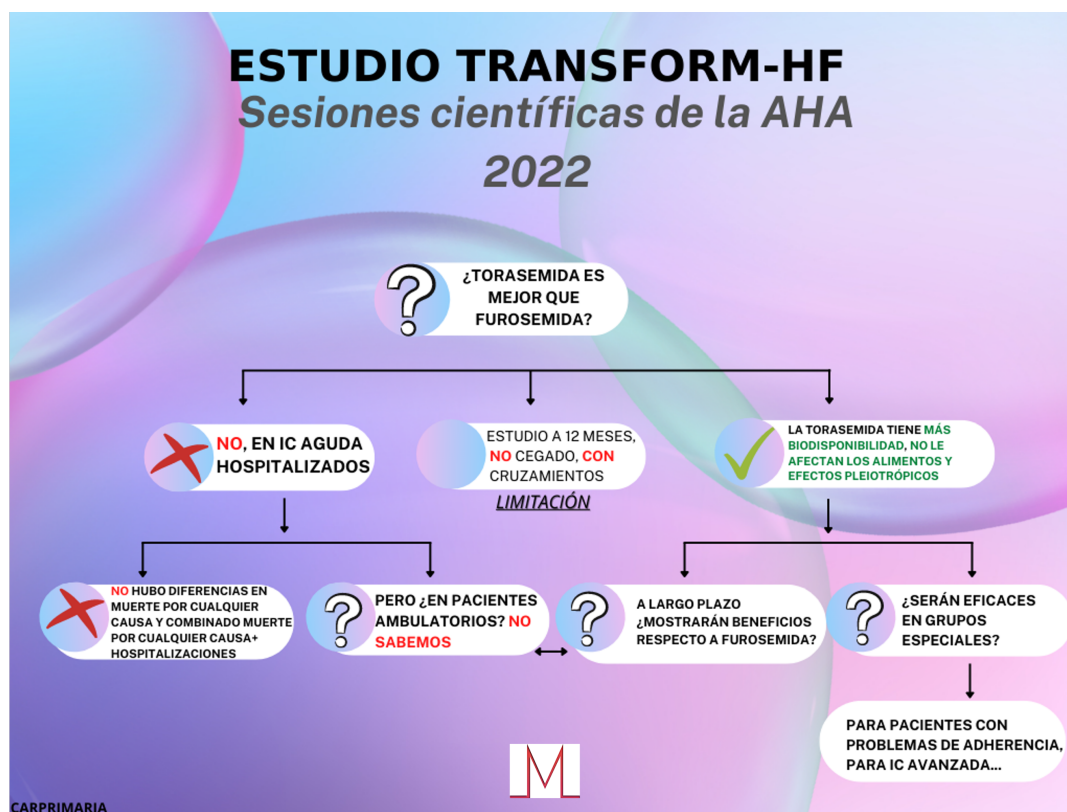 ESTUDIO TRANSFORM-HF
Sesiones científicas de la AHA
2022
?
¿TORASEMIDA ES
MEJOR QUE
FUROSEMIDA?
NO, EN IC AGUDA
HOSPITALIZADOS
ESTUDIO A 12 MESES,
NO CEGADO, CON
CRUZAMIENTOS
LIMITACIÓN
LA TORASEMIDA TIENE MÁS
BIODISPONIBILIDAD, NO LE
AFECTAN LOS ALIMENTOS Y
EFECTOS PLEIOTRÓPICOS
NO HUBO DIFERENCIAS EN
MUERTE POR CUALQUIER
CAUSA Y COMBINADO MUERTE
POR CUALQUIER CAUSA+
HOSPITALIZACIONES
?
PERO ¿EN PACIENTES
AMBULATORIOS? NO
SABEMOS
?
A LARGO PLAZO
¿MOSTRARÁN BENEFICIOS
RESPECTO A FUROSEMIDA?
?
¿SERÁN EFICACES
EN GRUPOS
ESPECIALES?
PARA PACIENTES CON
PROBLEMAS DE ADHERENCIA,
PARA IC AVANZADA...
M
CARPRIMARIA